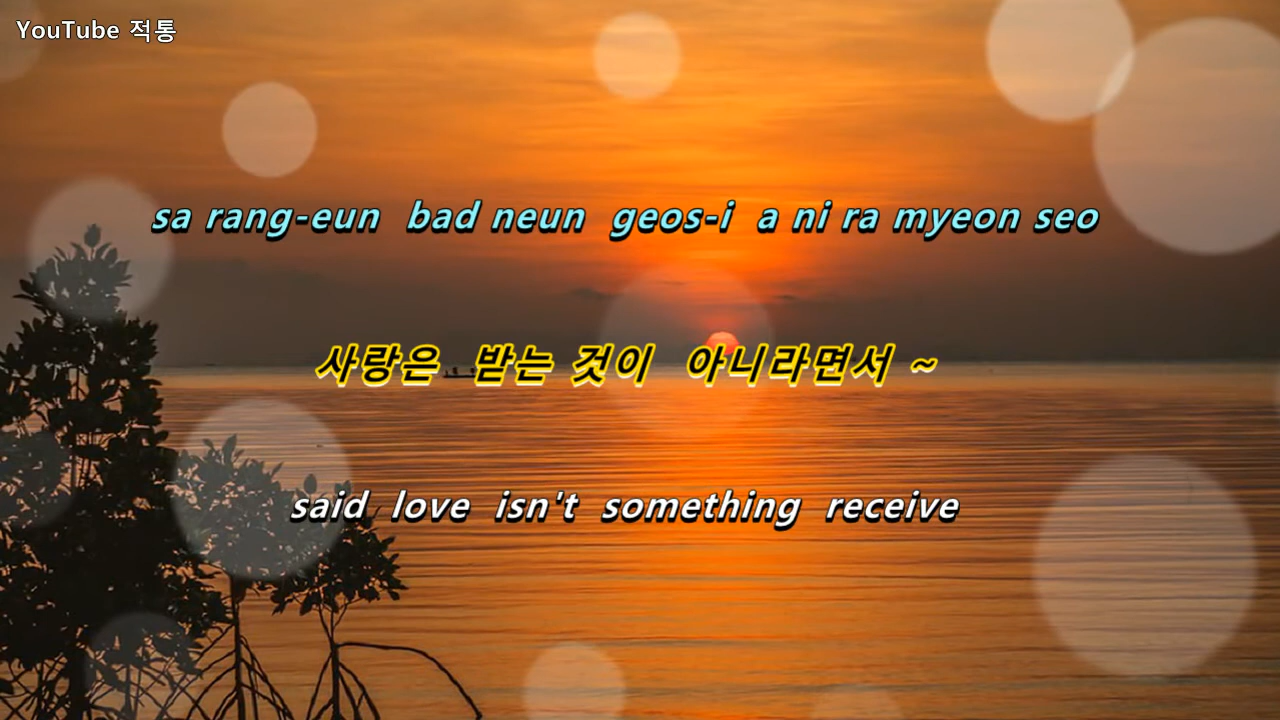 YouTube 적통
sa rang-eun bad neun geos-i a ni ra myeon seo
사랑은 받는 것이 아니라면서 ~
said love isn't something receive